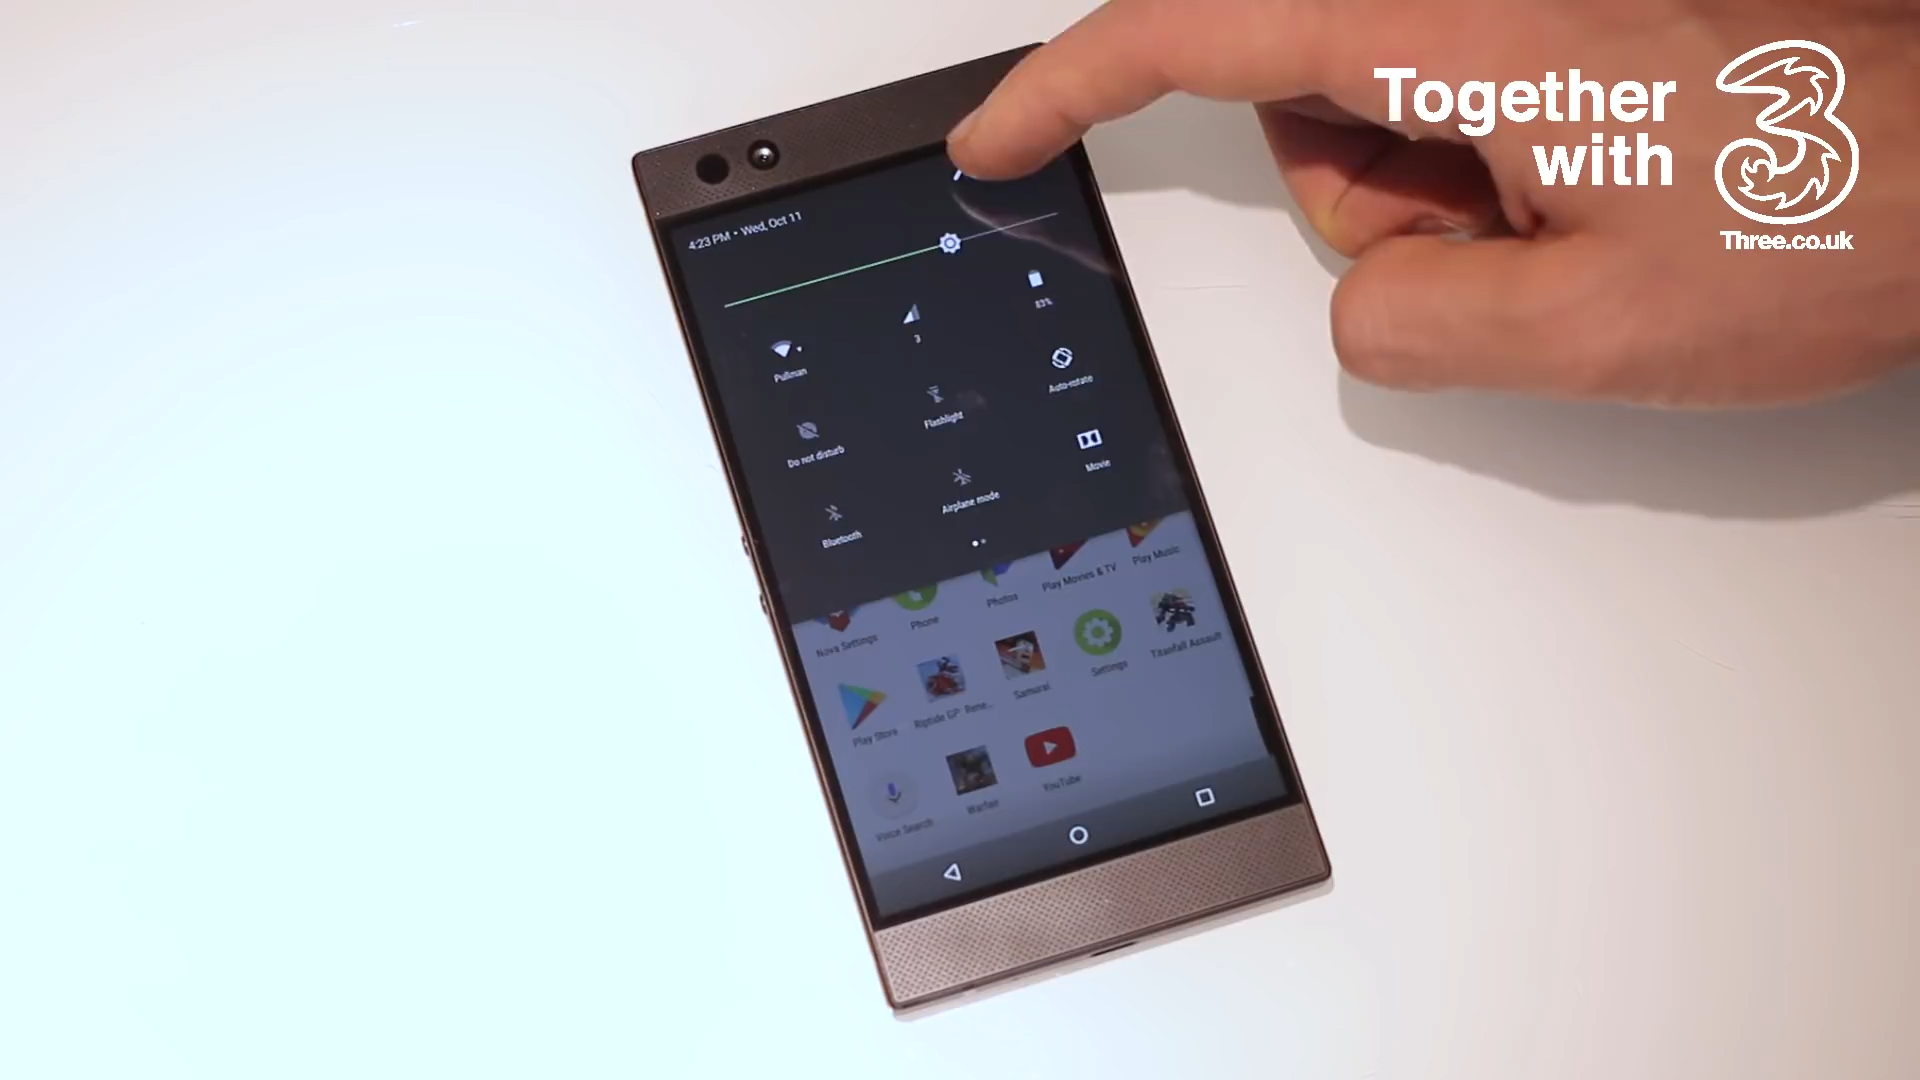 Together
with
Three.co.uk
4:23 PM • Wed, Oct 11
83%
3
Pullman
Auto-rotate
Flashlight
Do not disturb
Movie
Airplane mode
Bluetooth
Play Music
Play Movies & TV
Photos
Phone
Nova Settings
Titanfall Assault
Settings
Samurai
Riptide GP: Rene...
Play Store
YouTube
Warfair
Voice Search